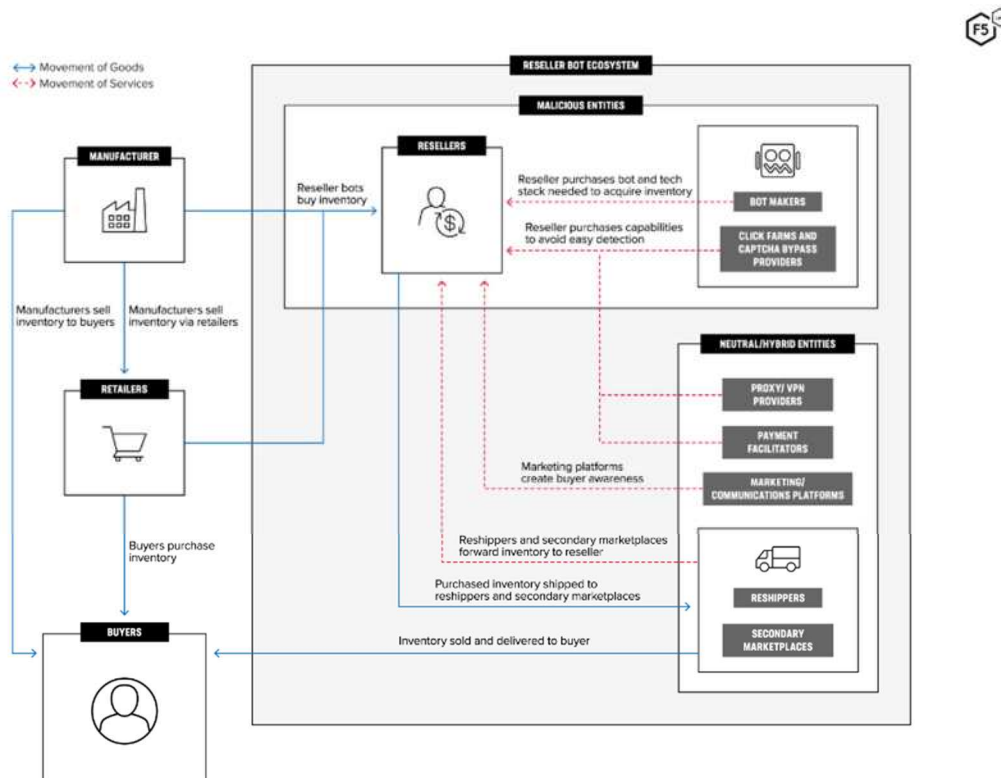 F5
Movement of Goods
Movement of Services
RESELLER BOT ECOSYSTEM
MALICIOUS ENTITIES
MANUFACTURER
RESELLERS
Reseller bots
buy inventory
Reseller purchases bot and tech
stack needed to acquire inventory
BOT MAKERS
Reseller purchases capabilities
to avoid easy detection
CLICK FARMS AND
CAPTCHA BYPASS
PROVIDERS
Manufacturers sell
inventory to buyers
Manufacturers sell
inventory via retailers
NEUTRAL/HYBRID ENTITIES
RETAILERS
PROXY/ VPN
PROVIDERS
PAYMENT
FACILITATORS
Marketing platforms
create buyer awareness
MARKETING/
COMMUNICATIONS PLATFORMS
Buyers purchase
inventory
Reshippers and secondary marketplaces
forward inventory to reseller
Purchased inventory shipped to
reshippers and secondary marketplaces
RESHIPPERS
BUYERS
Inventory sold and delivered to buyer
SECONDARY
MARKETPLACES